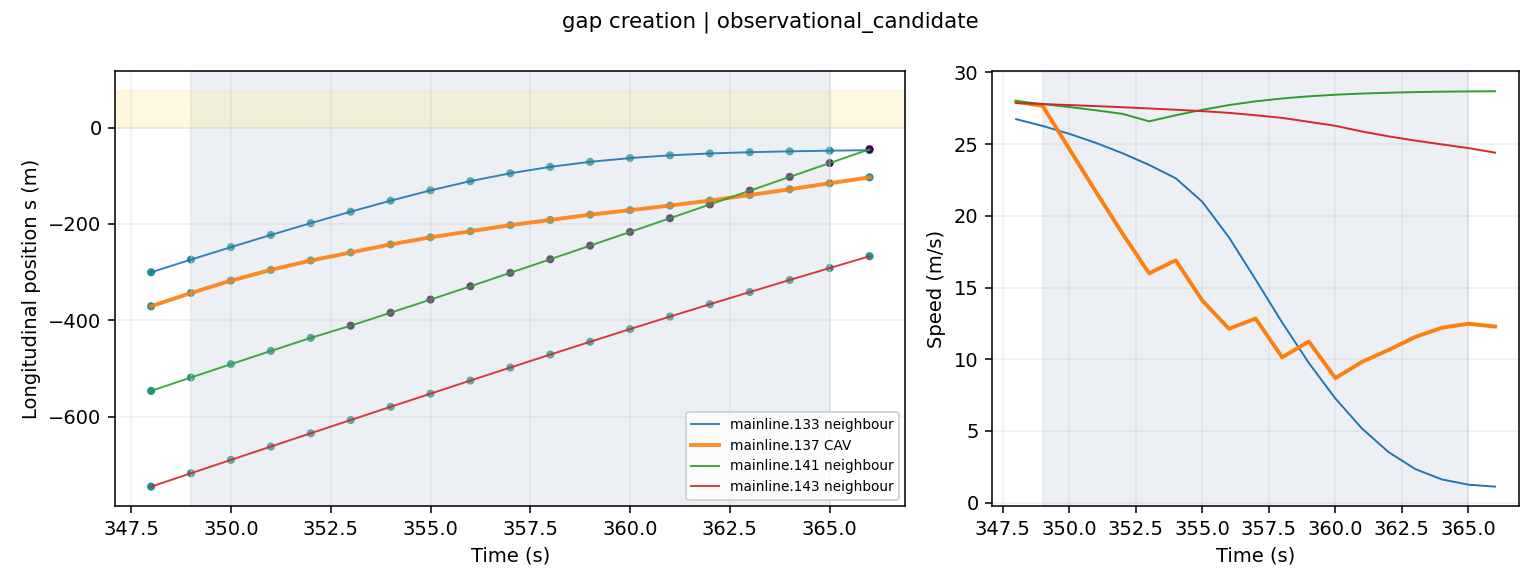 gap creation | observational_candidate
Longitudinal position s (m)
0
−200
−400
−600
347.5 350.0 352.5 355.0 357.5 360.0 362.5 365.0
Time (s)
mainline.133 neighbour
mainline.137 CAV
mainline.141 neighbour
mainline.143 neighbour
Speed (m/s)
30
25
20
15
10
5
0
347.5 350.0 352.5 355.0 357.5 360.0 362.5 365.0
Time (s)